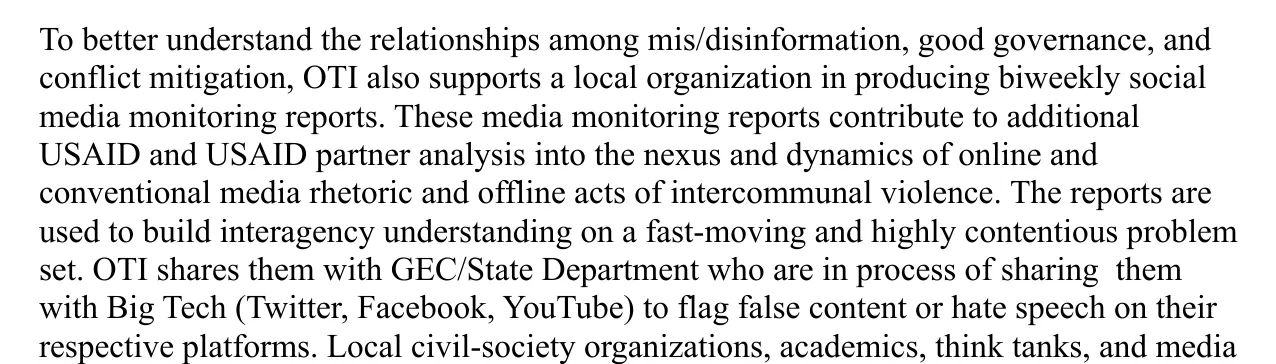 To better understand the relationships among mis/disinformation, good governance, and
conflict mitigation, OTI also supports a local organization in producing biweekly social
media monitoring reports. These media monitoring reports contribute to additional
USAID and USAID partner analysis into the nexus and dynamics of online and
conventional media rhetoric and offline acts of intercommunal violence. The reports are
used to build interagency understanding on a fast-moving and highly contentious problem
set. OTI shares them with GEC/State Department who are in process of sharing  them
with Big Tech (Twitter, Facebook, YouTube) to flag false content or hate speech on their
respective platforms. Local civil-society organizations, academics, think tanks, and media